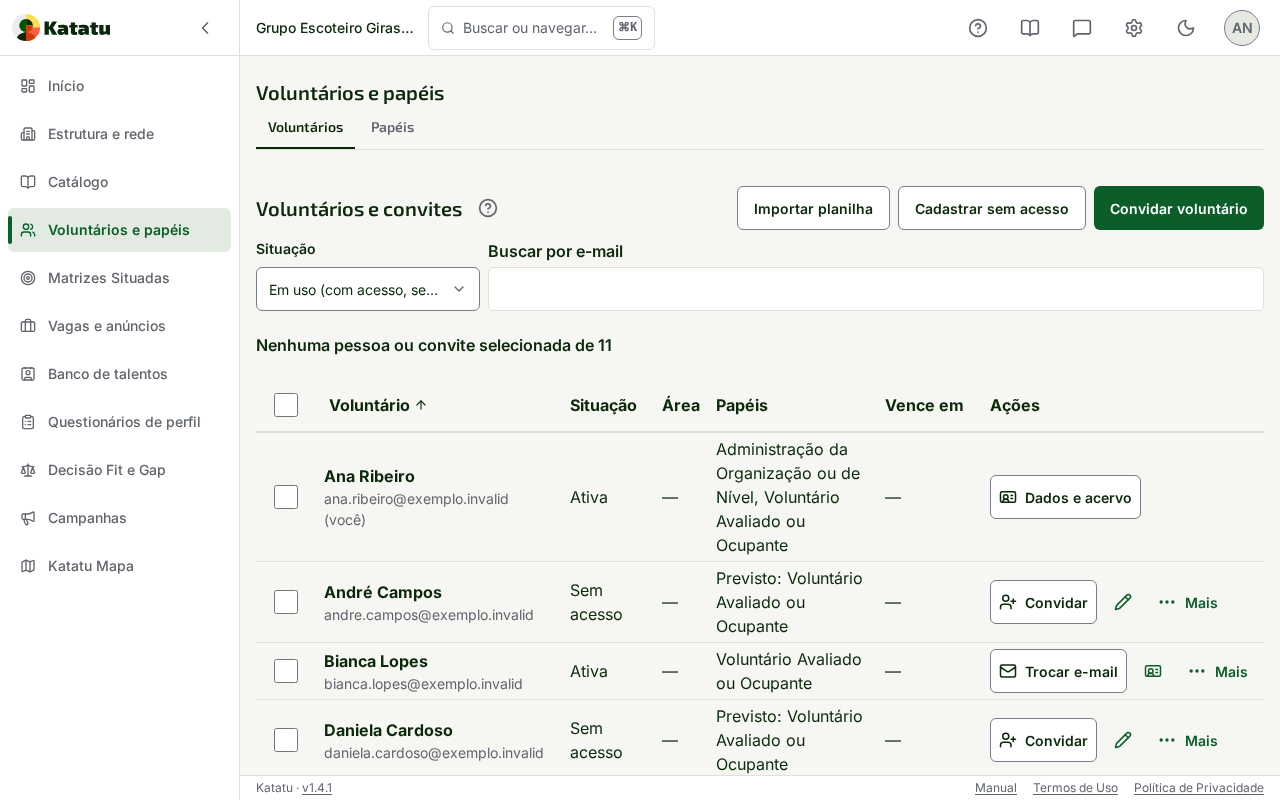 Katatu
Grupo Escoteiro Giras...
Buscar ou navegar...
⌘K
AN
Início
Estrutura e rede
Catálogo
Voluntários e papéis
Matrizes Situadas
Vagas e anúncios
Banco de talentos
Questionários de perfil
Decisão Fit e Gap
Campanhas
Katatu Mapa
Voluntários e papéis
Voluntários
Papéis
Voluntários e convites
Importar planilha
Cadastrar sem acesso
Convidar voluntário
Situação
Buscar por e-mail
Em uso (com acesso, se...
Nenhuma pessoa ou convite selecionada de 11
Voluntário ↑ Situação Área Papéis Vence em Ações
Ana Ribeiro
ana.ribeiro@exemplo.invalid
(você)
Ativa
—
Administração da
Organização ou de
Nível, Voluntário
Avaliado ou
Ocupante
—
Dados e acervo
André Campos
andre.campos@exemplo.invalid
Sem
acesso
—
Previsto: Voluntário
Avaliado ou
Ocupante
—
Convidar
Mais
Bianca Lopes
bianca.lopes@exemplo.invalid
Ativa
—
Voluntário Avaliado
ou Ocupante
—
Trocar e-mail
Mais
Daniela Cardoso
daniela.cardoso@exemplo.invalid
Sem
acesso
—
Previsto: Voluntário
Avaliado ou
Ocupante
—
Convidar
Mais
Katatu · v1.4.1
Manual
Termos de Uso
Política de Privacidade